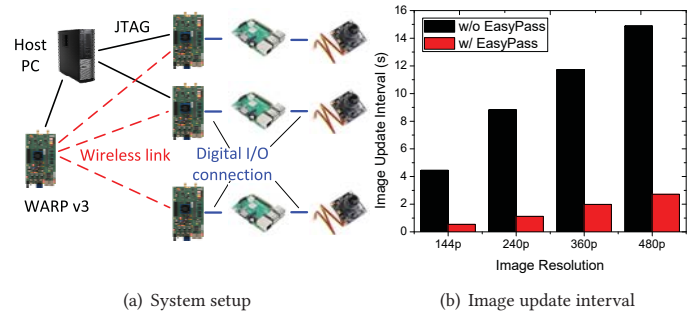 Host
PC
JTAG
Wireless link
Digital I/O
connection
WARP v3
(a) System setup
Image Update Interval (s)
16
14
12
10
8
6
4
2
0
w/o EasyPass
w/ EasyPass
144p
240p
360p
480p
Image Resolution
(b) Image update interval